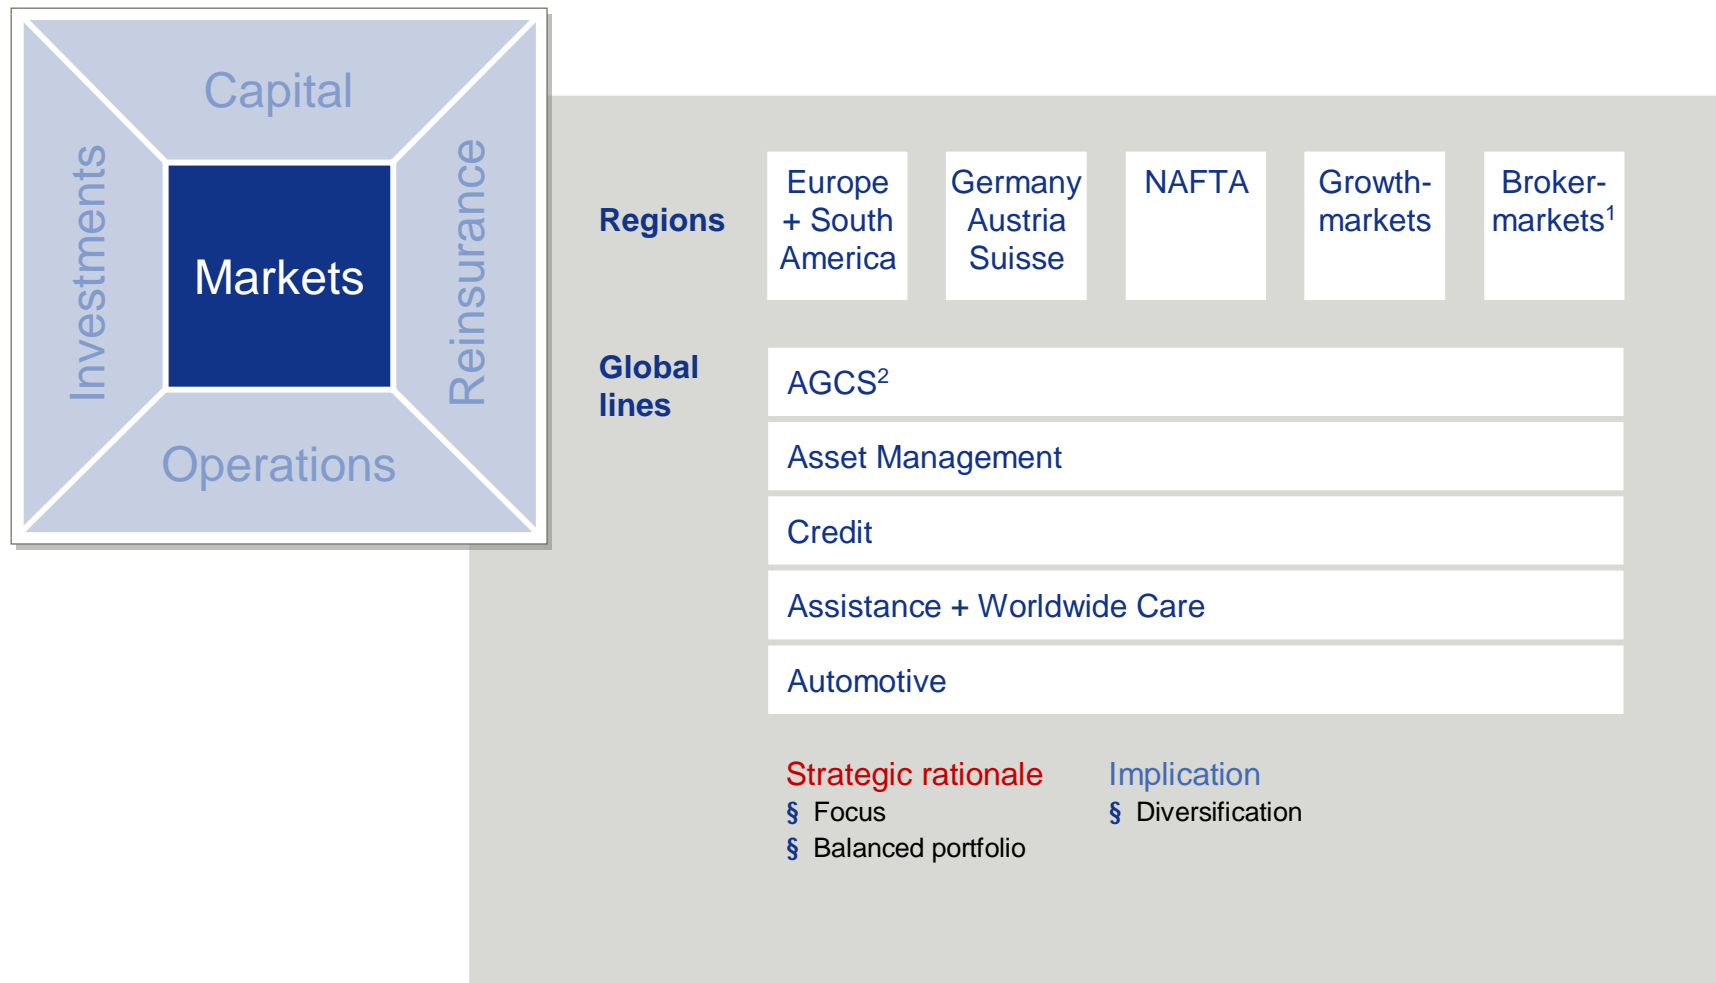 Capital
Investments
Markets
Reinsurance
Operations
Regions
Europe
+ South
America
Germany
Austria
Suisse
NAFTA
Growth-
markets
Broker-
markets¹
Global
lines
AGCS²
Asset Management
Credit
Assistance + Worldwide Care
Automotive
Strategic rationale
§ Focus
§ Balanced portfolio
Implication
§ Diversification